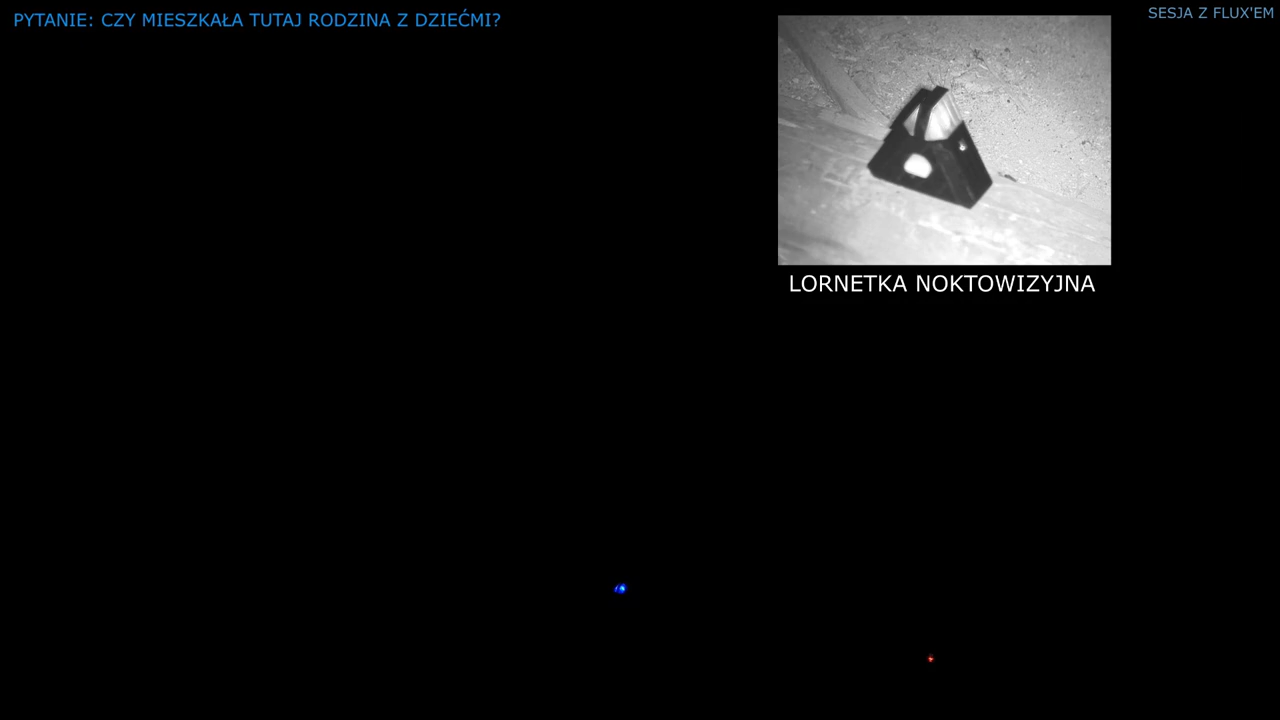 PYTANIE: CZY MIESZKAŁA TUTAJ RODZINA Z DZIEĆMI?
SESJA Z FLUX'EM
LORNETKA NOKTOWIZYJNA